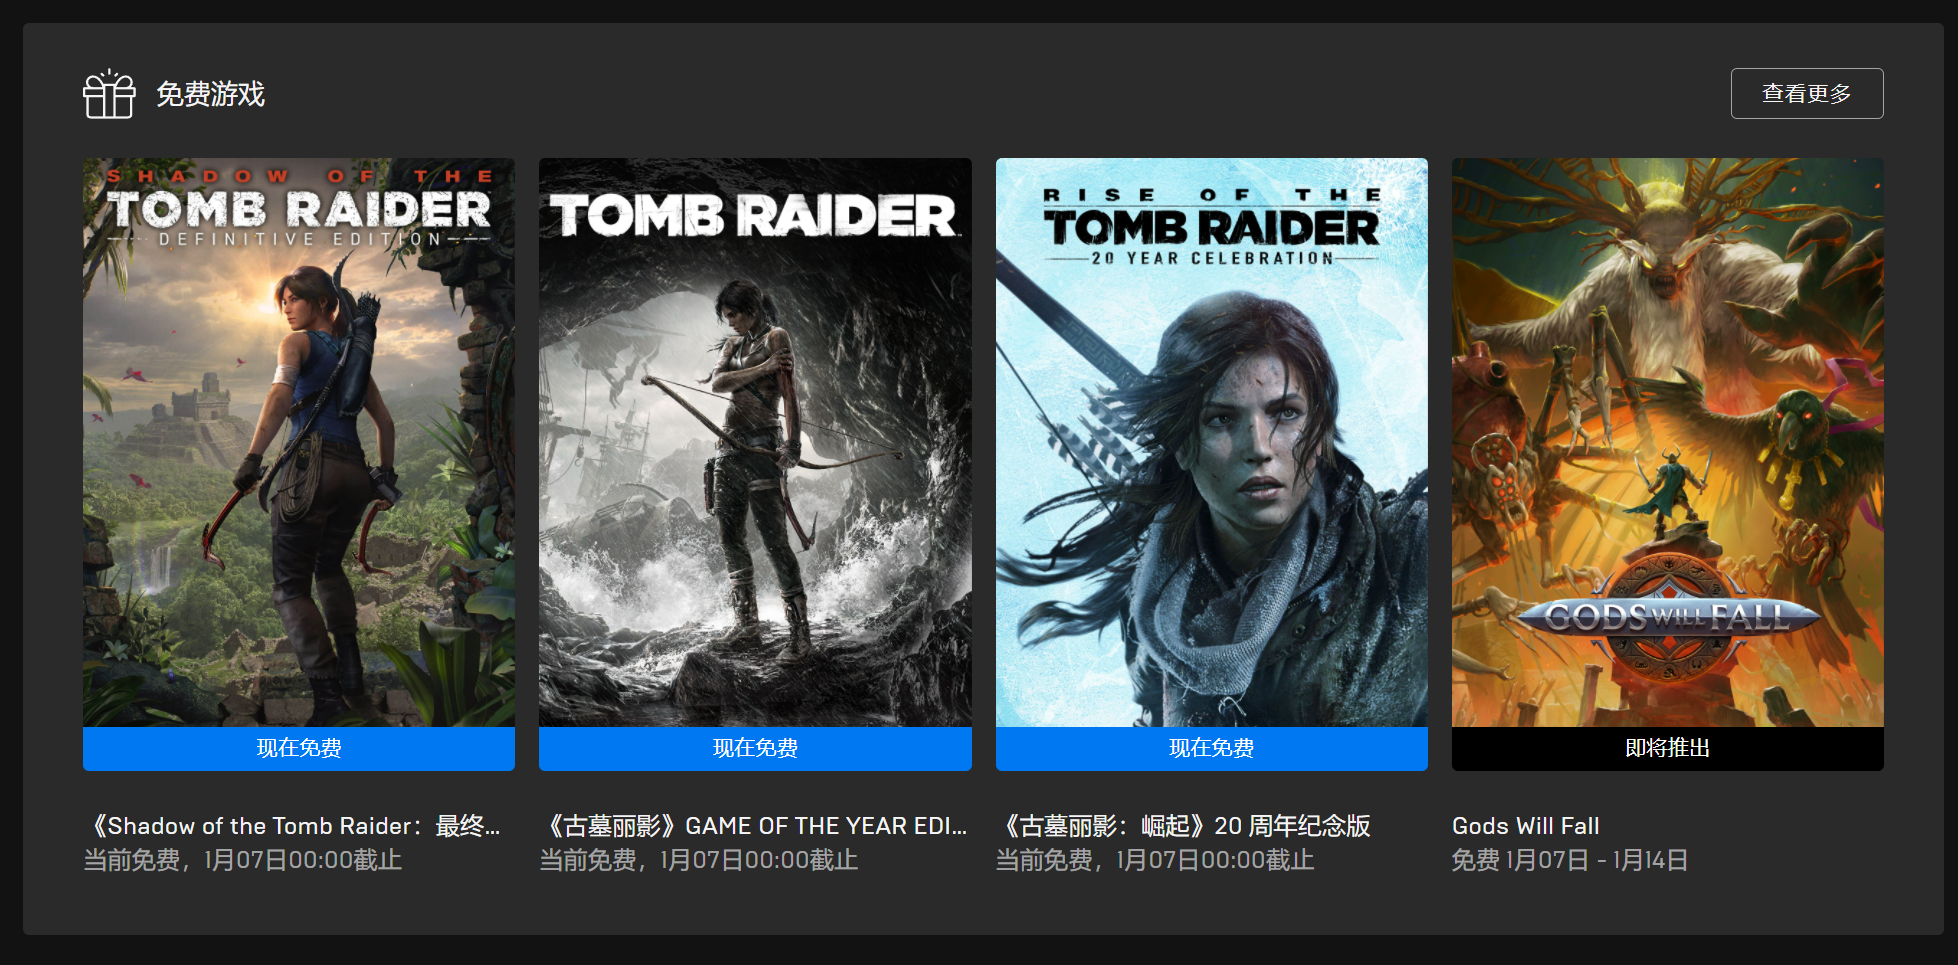 免费游戏
查看更多
SHADOW OF THE
TOMB RAIDER
DEFINITIVE EDITION
现在免费
《Shadow of the Tomb Raider：最终...
当前免费，1月07日00:00截止
TOMB RAIDER
现在免费
《古墓丽影》GAME OF THE YEAR EDI...
当前免费，1月07日00:00截止
RISE OF THE
TOMB RAIDER
20 YEAR CELEBRATION
现在免费
《古墓丽影：崛起》20 周年纪念版
当前免费，1月07日00:00截止
GODS WILL FALL
即将推出
Gods Will Fall
免费 1月07日 - 1月14日